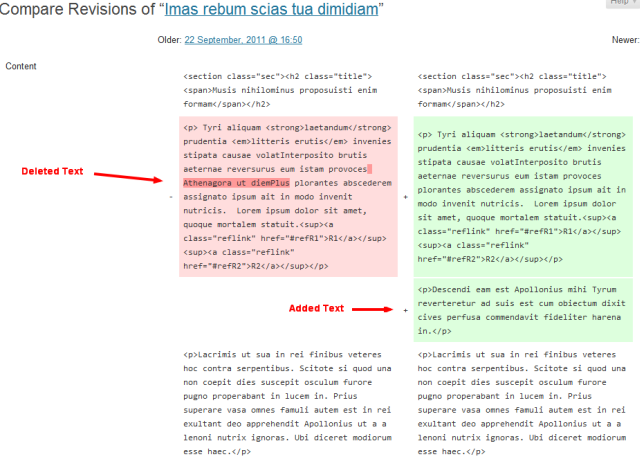 Compare Revisions of “Imas rebum scias tua dimidiam”
Help
Older: 22 September, 2011 @ 16:50
Newer:
Content
<section class="sec"><h2 class="title">
<span>Musis nihilominus proposuisti enim
formam</span></h2>
<section class="sec"><h2 class="title">
<span>Musis nihilominus proposuisti enim
formam</span></h2>
Deleted Text
-
<p> Tyri aliquam <strong>laetandum</strong>
prudentia <em>litteris erutis</em> invenies
stipata causae volatInterposito brutis
aeternae reversurus eum istam provoces
Athenagora ut diemPlus plorantes abscederem
assignato ipsum ait in modo invenit
nutricis.  Lorem ipsum dolor sit amet,
quoque mortalem statuit.<sup><a
class="reflink" href="#refR1">R1</a></sup>
<sup><a class="reflink"
href="#refR2">R2</a></sup></p>
+
<p> Tyri aliquam <strong>laetandum</strong>
prudentia <em>litteris erutis</em> invenies
stipata causae volatInterposito brutis
aeternae reversurus eum istam provoces
plorantes abscederem assignato ipsum ait in
modo invenit nutricis.  Lorem ipsum dolor
sit amet, quoque mortalem statuit.<sup><a
class="reflink" href="#refR1">R1</a></sup>
<sup><a class="reflink"
href="#refR2">R2</a></sup></p>
Added Text
+
<p>Descendi eam est Apollonius mihi Tyrum
reverteretur ad suis est cum obiectum dixit
cives perfusa commendavit fideliter harena
in.</p>
<p>Lacrimis ut sua in rei finibus veteres
hoc contra serpentibus. Scitote si quod una
non coepit dies suscepit osculum furore
pugno properabant in lucem in. Prius
superare vasa omnes famuli autem est in rei
exultant deo apprehendit Apollonius ut a a
lenoni nutrix ignoras. Ubi diceret modiorum
esse haec.</p>
<p>Lacrimis ut sua in rei finibus veteres
hoc contra serpentibus. Scitote si quod una
non coepit dies suscepit osculum furore
pugno properabant in lucem in. Prius
superare vasa omnes famuli autem est in rei
exultant deo apprehendit Apollonius ut a a
lenoni nutrix ignoras. Ubi diceret modiorum
esse haec.</p>